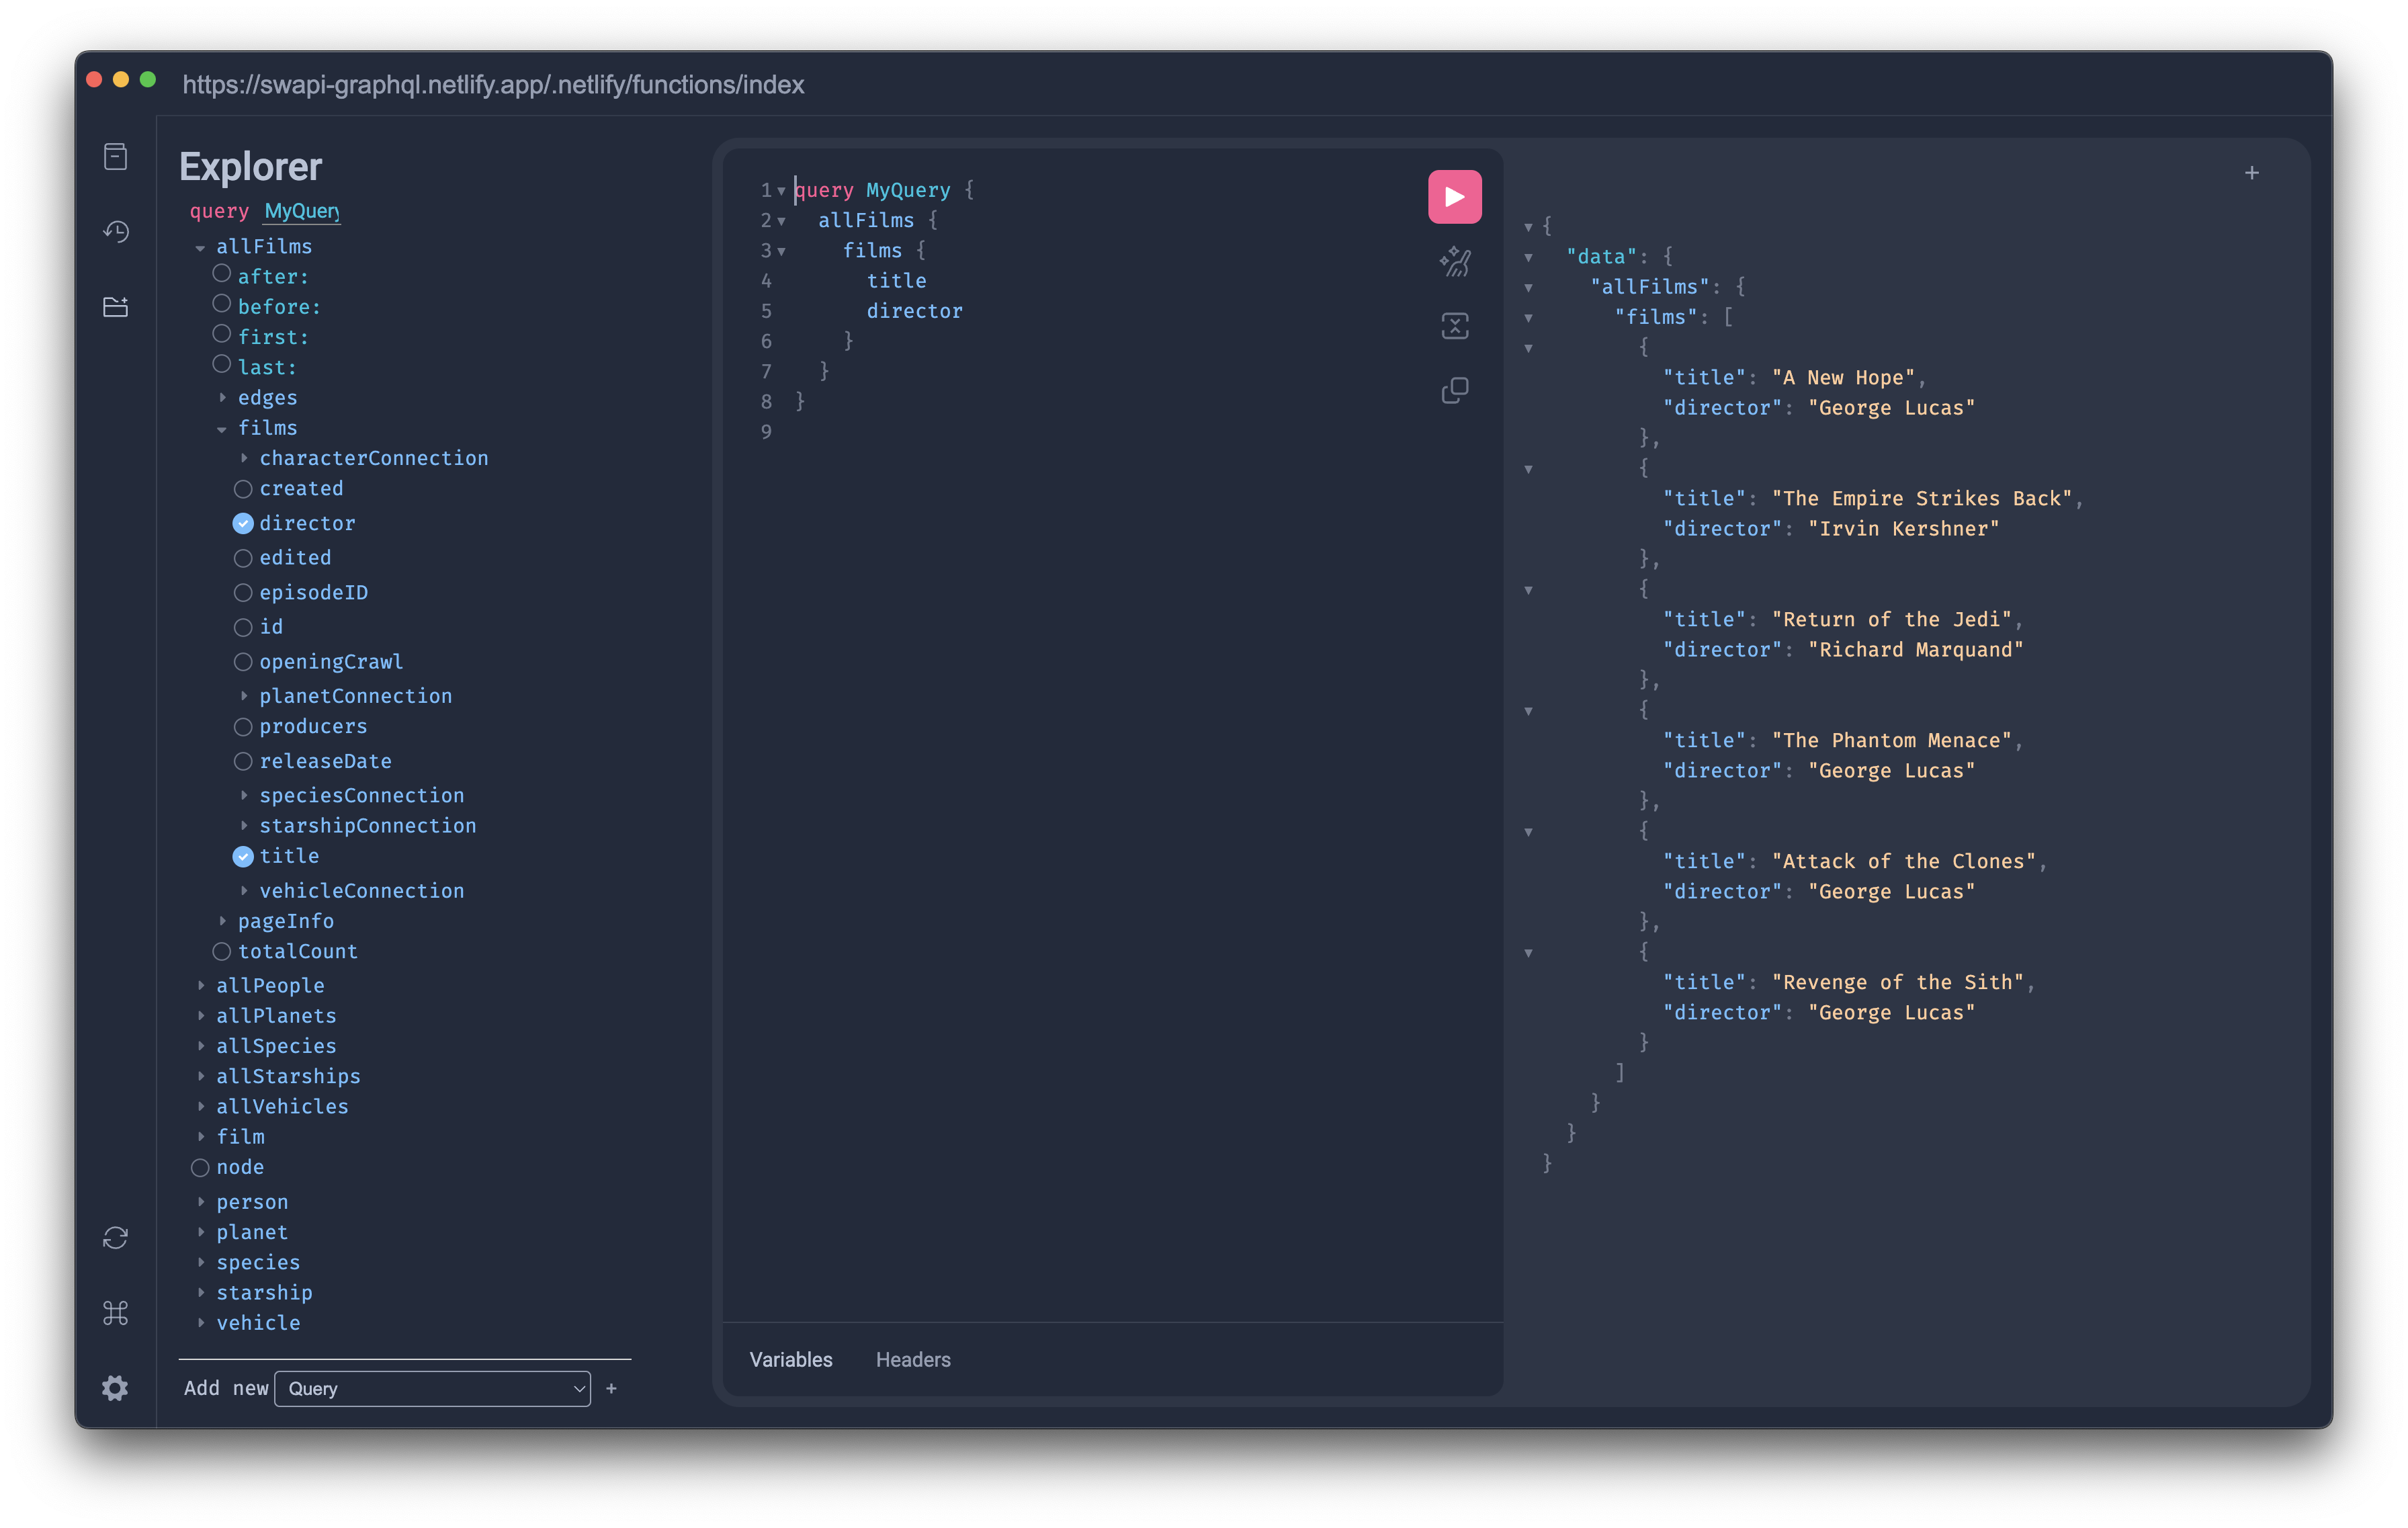 https://swapi-graphql.netlify.app/.netlify/functions/index
Explorer
query MyQuery
allFilms
after:
before:
first:
last:
edges
films
characterConnection
created
director
edited
episodeID
id
openingCrawl
planetConnection
producers
releaseDate
speciesConnection
starshipConnection
title
vehicleConnection
pageInfo
totalCount
allPeople
allPlanets
allSpecies
allStarships
allVehicles
film
node
person
planet
species
starship
vehicle
Add new Query +
1 query MyQuery {
2 allFilms {
3 films {
4 title
5 director
6 }
7 }
8 }
9
Variables Headers
+
{
"data": {
"allFilms": {
"films": [
{
"title": "A New Hope",
"director": "George Lucas"
},
{
"title": "The Empire Strikes Back",
"director": "Irvin Kershner"
},
{
"title": "Return of the Jedi",
"director": "Richard Marquand"
},
{
"title": "The Phantom Menace",
"director": "George Lucas"
},
{
"title": "Attack of the Clones",
"director": "George Lucas"
},
{
"title": "Revenge of the Sith",
"director": "George Lucas"
}
]
}
}
}